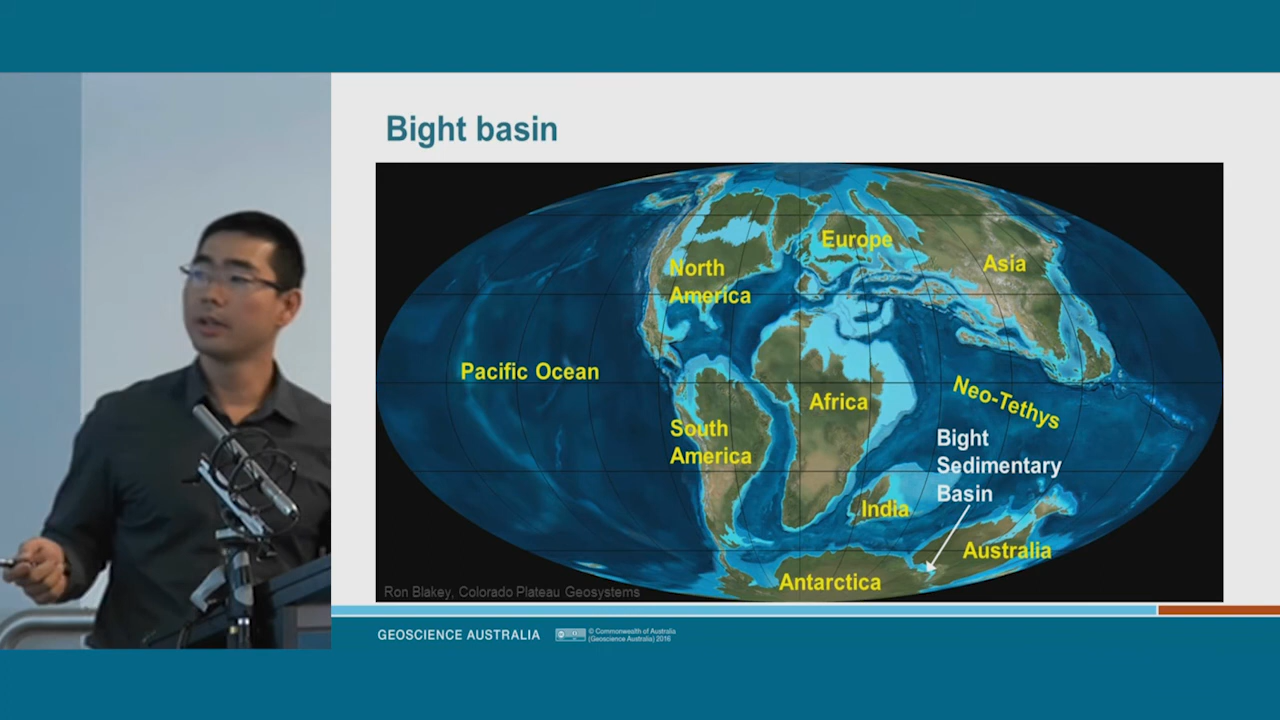 Bight basin
Europe
Asia
North
America
Pacific Ocean
Neo-Tethys
Africa
South
America
Bight
Sedimentary
Basin
India
Australia
Antarctica
Ron Blakey, Colorado Plateau Geosystems
GEOSCIENCE AUSTRALIA
© Commonwealth of Australia
(Geoscience Australia) 2016